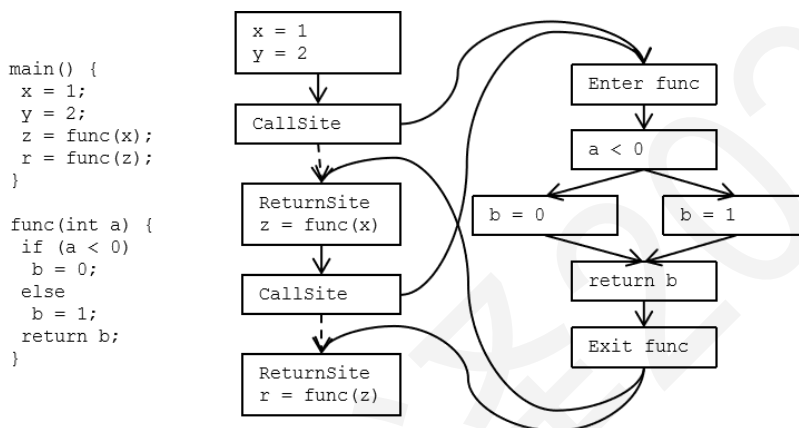 main() {
x = 1;
y = 2;
z = func(x);
r = func(z);
}
func(int a) {
if (a < 0)
b = 0;
else
b = 1;
return b;
}
x = 1
y = 2
CallSite
ReturnSite
z = func(x)
CallSite
ReturnSite
r = func(z)
Enter func
a < 0
b = 0
b = 1
return b
Exit func